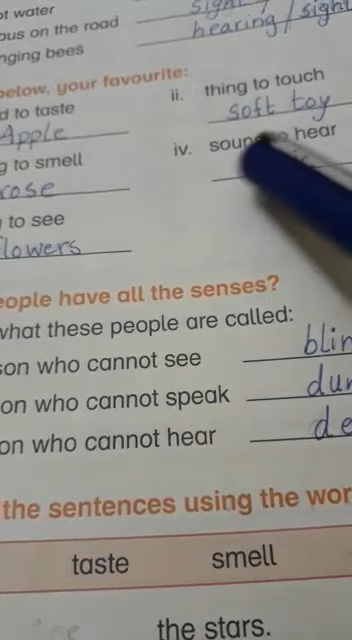 ot water
sight
ous on the road
hearing / sight
nging bees
below, your favourite:
d to taste
ii. thing to touch
Apple
soft toy
g to smell
iv. soun hear
rose
to see
lowers
eople have all the senses?
what these people are called:
son who cannot see blin
on who cannot speak dum
on who cannot hear de
the sentences using the wor
taste smell
the stars.